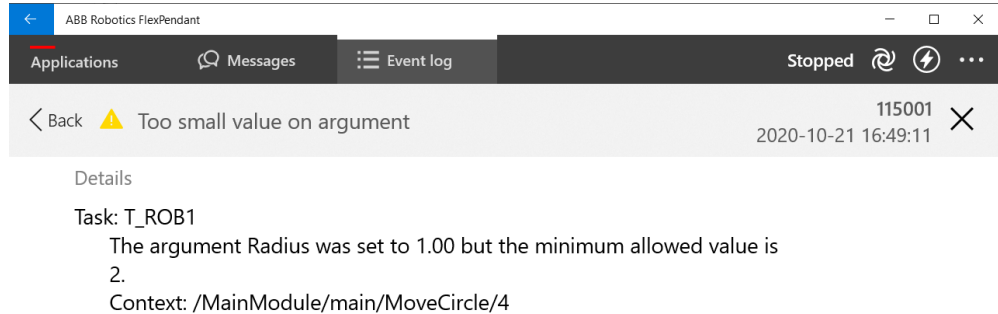 ABB Robotics FlexPendant
Applications Messages Event log Stopped
Back Too small value on argument 115001
2020-10-21 16:49:11
Details
Task: T_ROB1
The argument Radius was set to 1.00 but the minimum allowed value is
2.
Context: /MainModule/main/MoveCircle/4